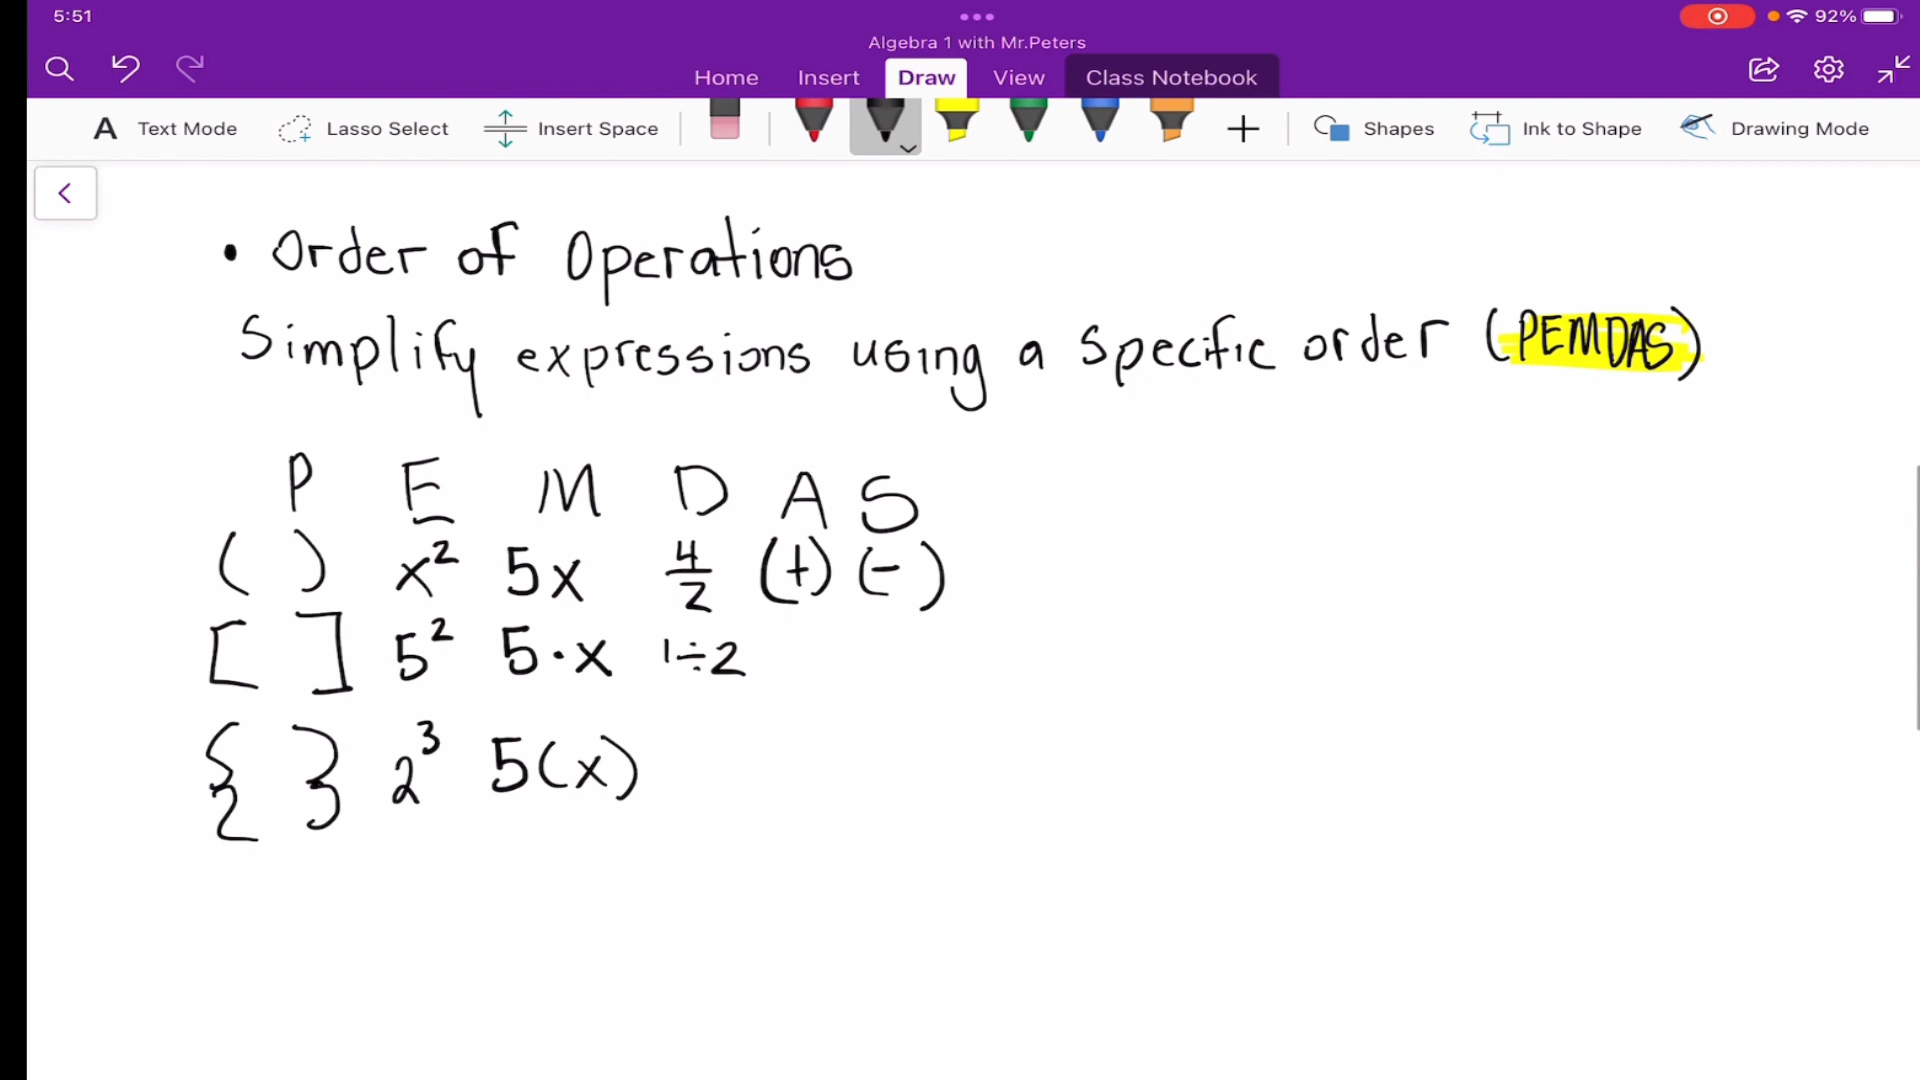 5:51
92%
Algebra 1 with Mr.Peters
Home Insert Draw View Class Notebook
A Text Mode Lasso Select Insert Space Shapes Ink to Shape Drawing Mode
• Order of Operations
Simplify expressions using a specific order (PEMDAS)
P E M D A S
( ) x² 5x 4/2 (+) (-)
[ ] 5² 5·x 1÷2
{ } 2³ 5(x)